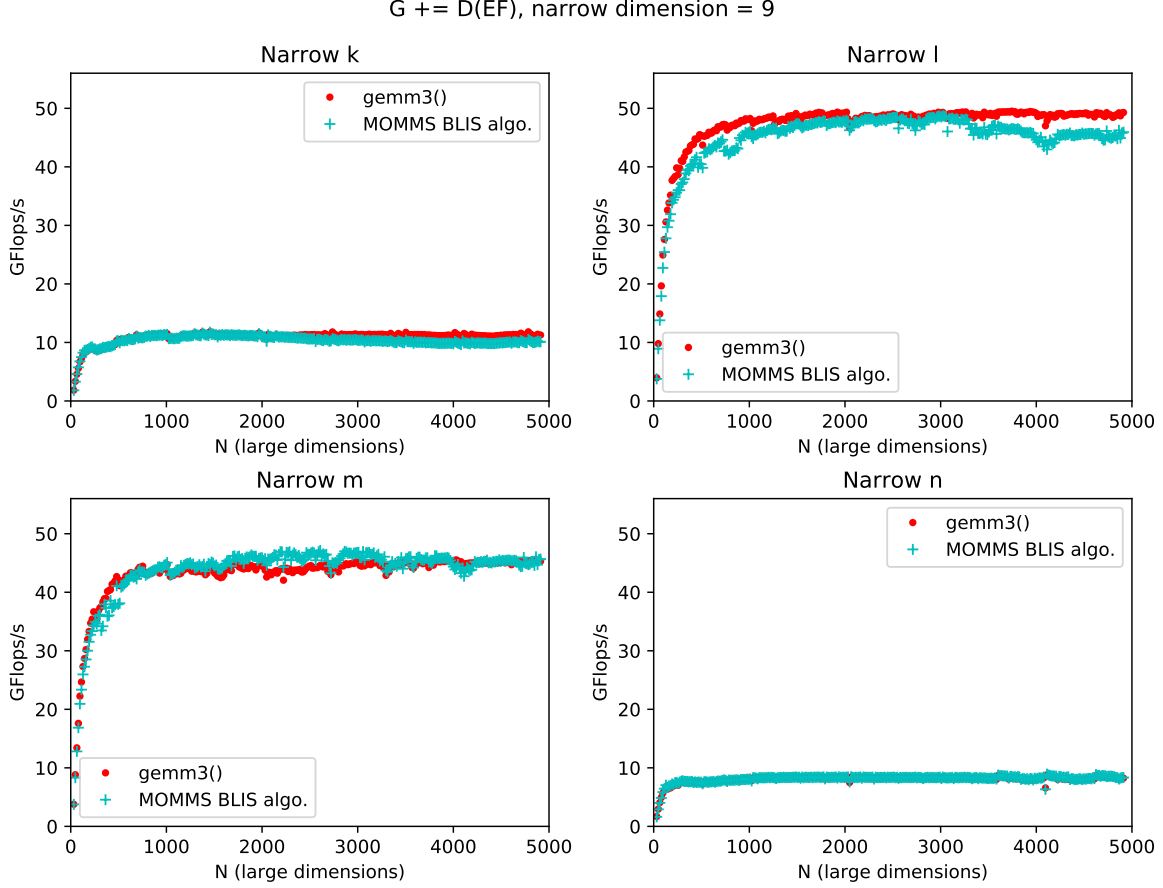 G += D(EF), narrow dimension = 9
Narrow k
50
40
30
20
10
0
GFlops/s
gemm3()
MOMMS BLIS algo.
0 1000 2000 3000 4000 5000
N (large dimensions)
Narrow l
50
40
30
20
10
0
GFlops/s
gemm3()
MOMMS BLIS algo.
0 1000 2000 3000 4000 5000
N (large dimensions)
Narrow m
50
40
30
20
10
0
GFlops/s
gemm3()
MOMMS BLIS algo.
0 1000 2000 3000 4000 5000
N (large dimensions)
Narrow n
50
40
30
20
10
0
GFlops/s
gemm3()
MOMMS BLIS algo.
0 1000 2000 3000 4000 5000
N (large dimensions)